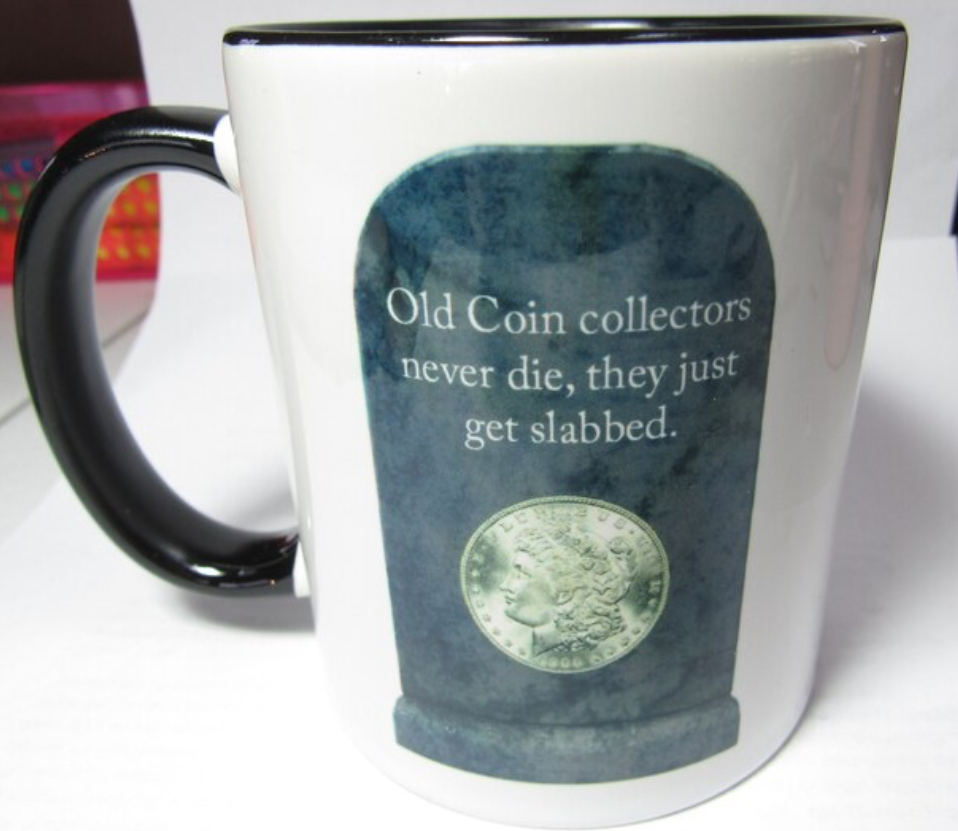 Old Coin collectors
never die, they just
get slabbed.